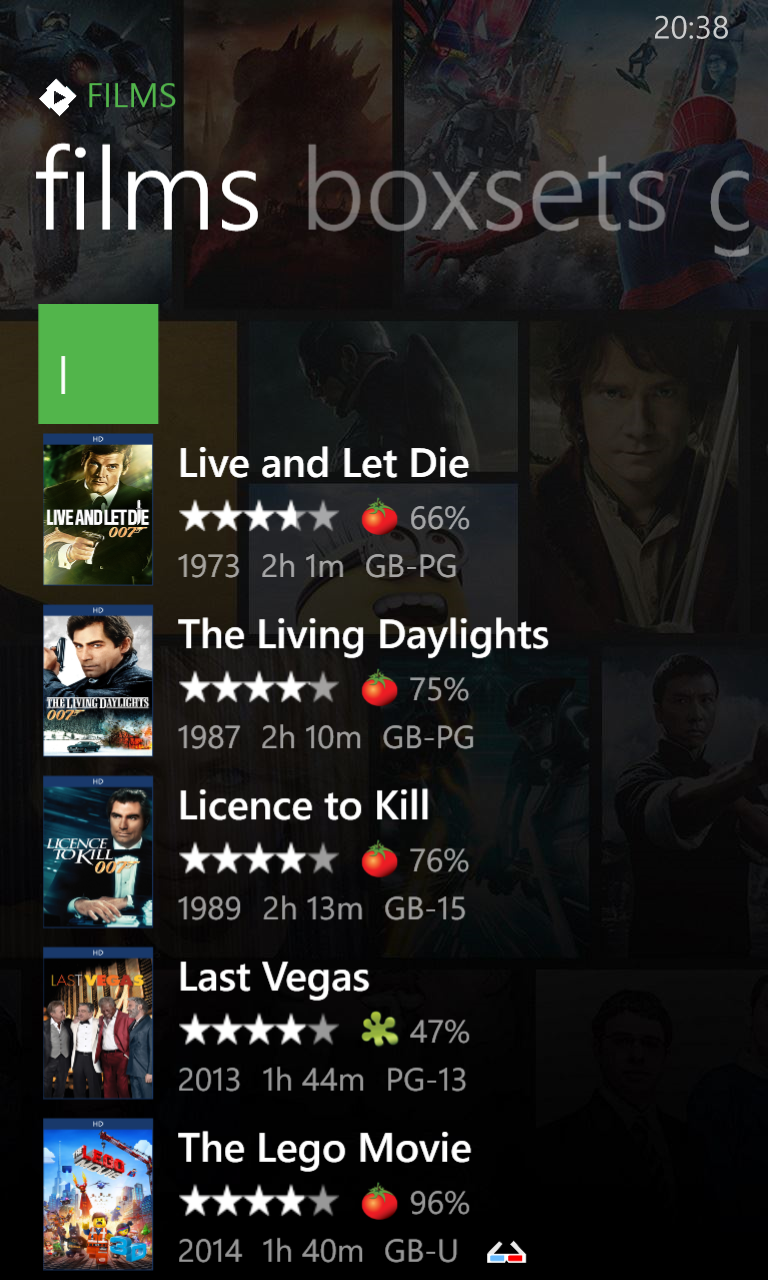 20:38
FILMS
films boxsets g
l
HD
LIVE AND LET DIE
007
Live and Let Die
66%
1973 2h 1m GB-PG
HD
THE LIVING DAYLIGHTS
007
The Living Daylights
75%
1987 2h 10m GB-PG
HD
LICENCE
TO KILL
007
Licence to Kill
76%
1989 2h 13m GB-15
HD
LAST VEGAS
Last Vegas
47%
2013 1h 44m PG-13
HD
THE LEGO
MOVIE
3D
The Lego Movie
96%
2014 1h 40m GB-U